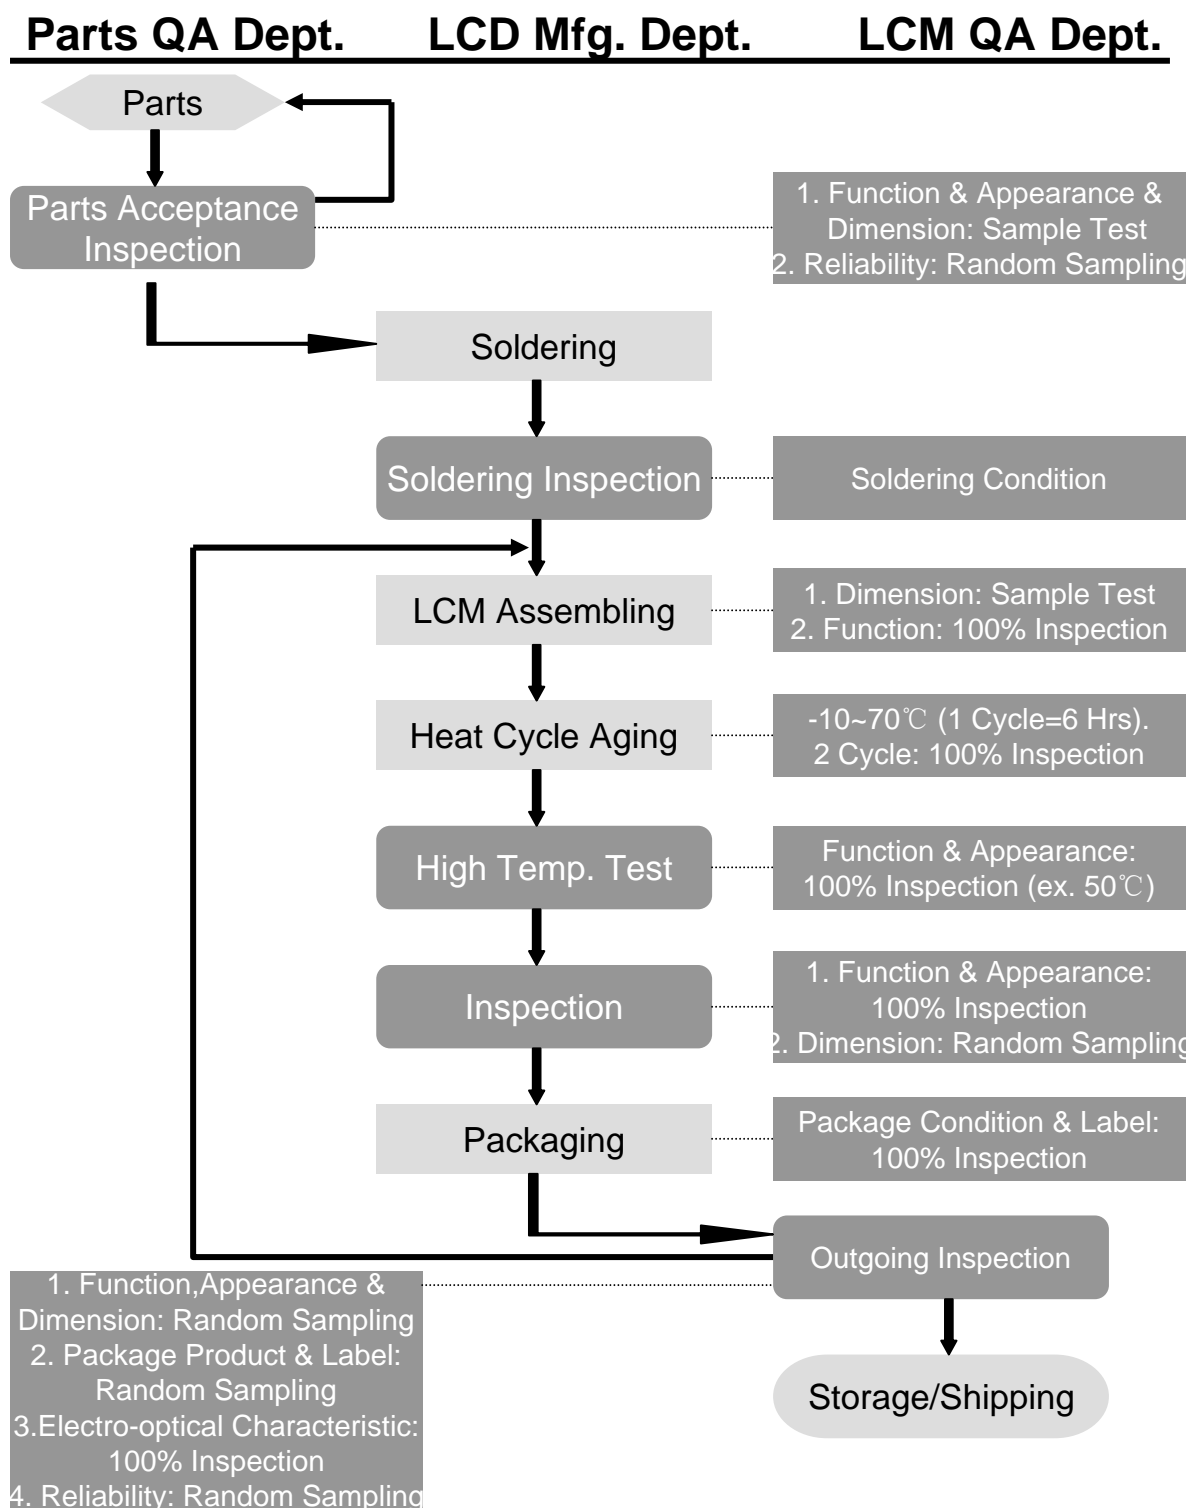 Parts QA Dept. LCD Mfg. Dept. LCM QA Dept.
Parts
Parts Acceptance
Inspection
1. Function & Appearance &
Dimension: Sample Test
2. Reliability: Random Sampling
Soldering
Soldering Inspection
Soldering Condition
LCM Assembling
1. Dimension: Sample Test
2. Function: 100% Inspection
Heat Cycle Aging
-10~70℃ (1 Cycle=6 Hrs).
2 Cycle: 100% Inspection
High Temp. Test
Function & Appearance:
100% Inspection (ex. 50℃)
Inspection
1. Function & Appearance:
100% Inspection
2. Dimension: Random Sampling
Packaging
Package Condition & Label:
100% Inspection
Outgoing Inspection
1. Function,Appearance &
Dimension: Random Sampling
2. Package Product & Label:
Random Sampling
3.Electro-optical Characteristic:
100% Inspection
4. Reliability: Random Sampling
Storage/Shipping